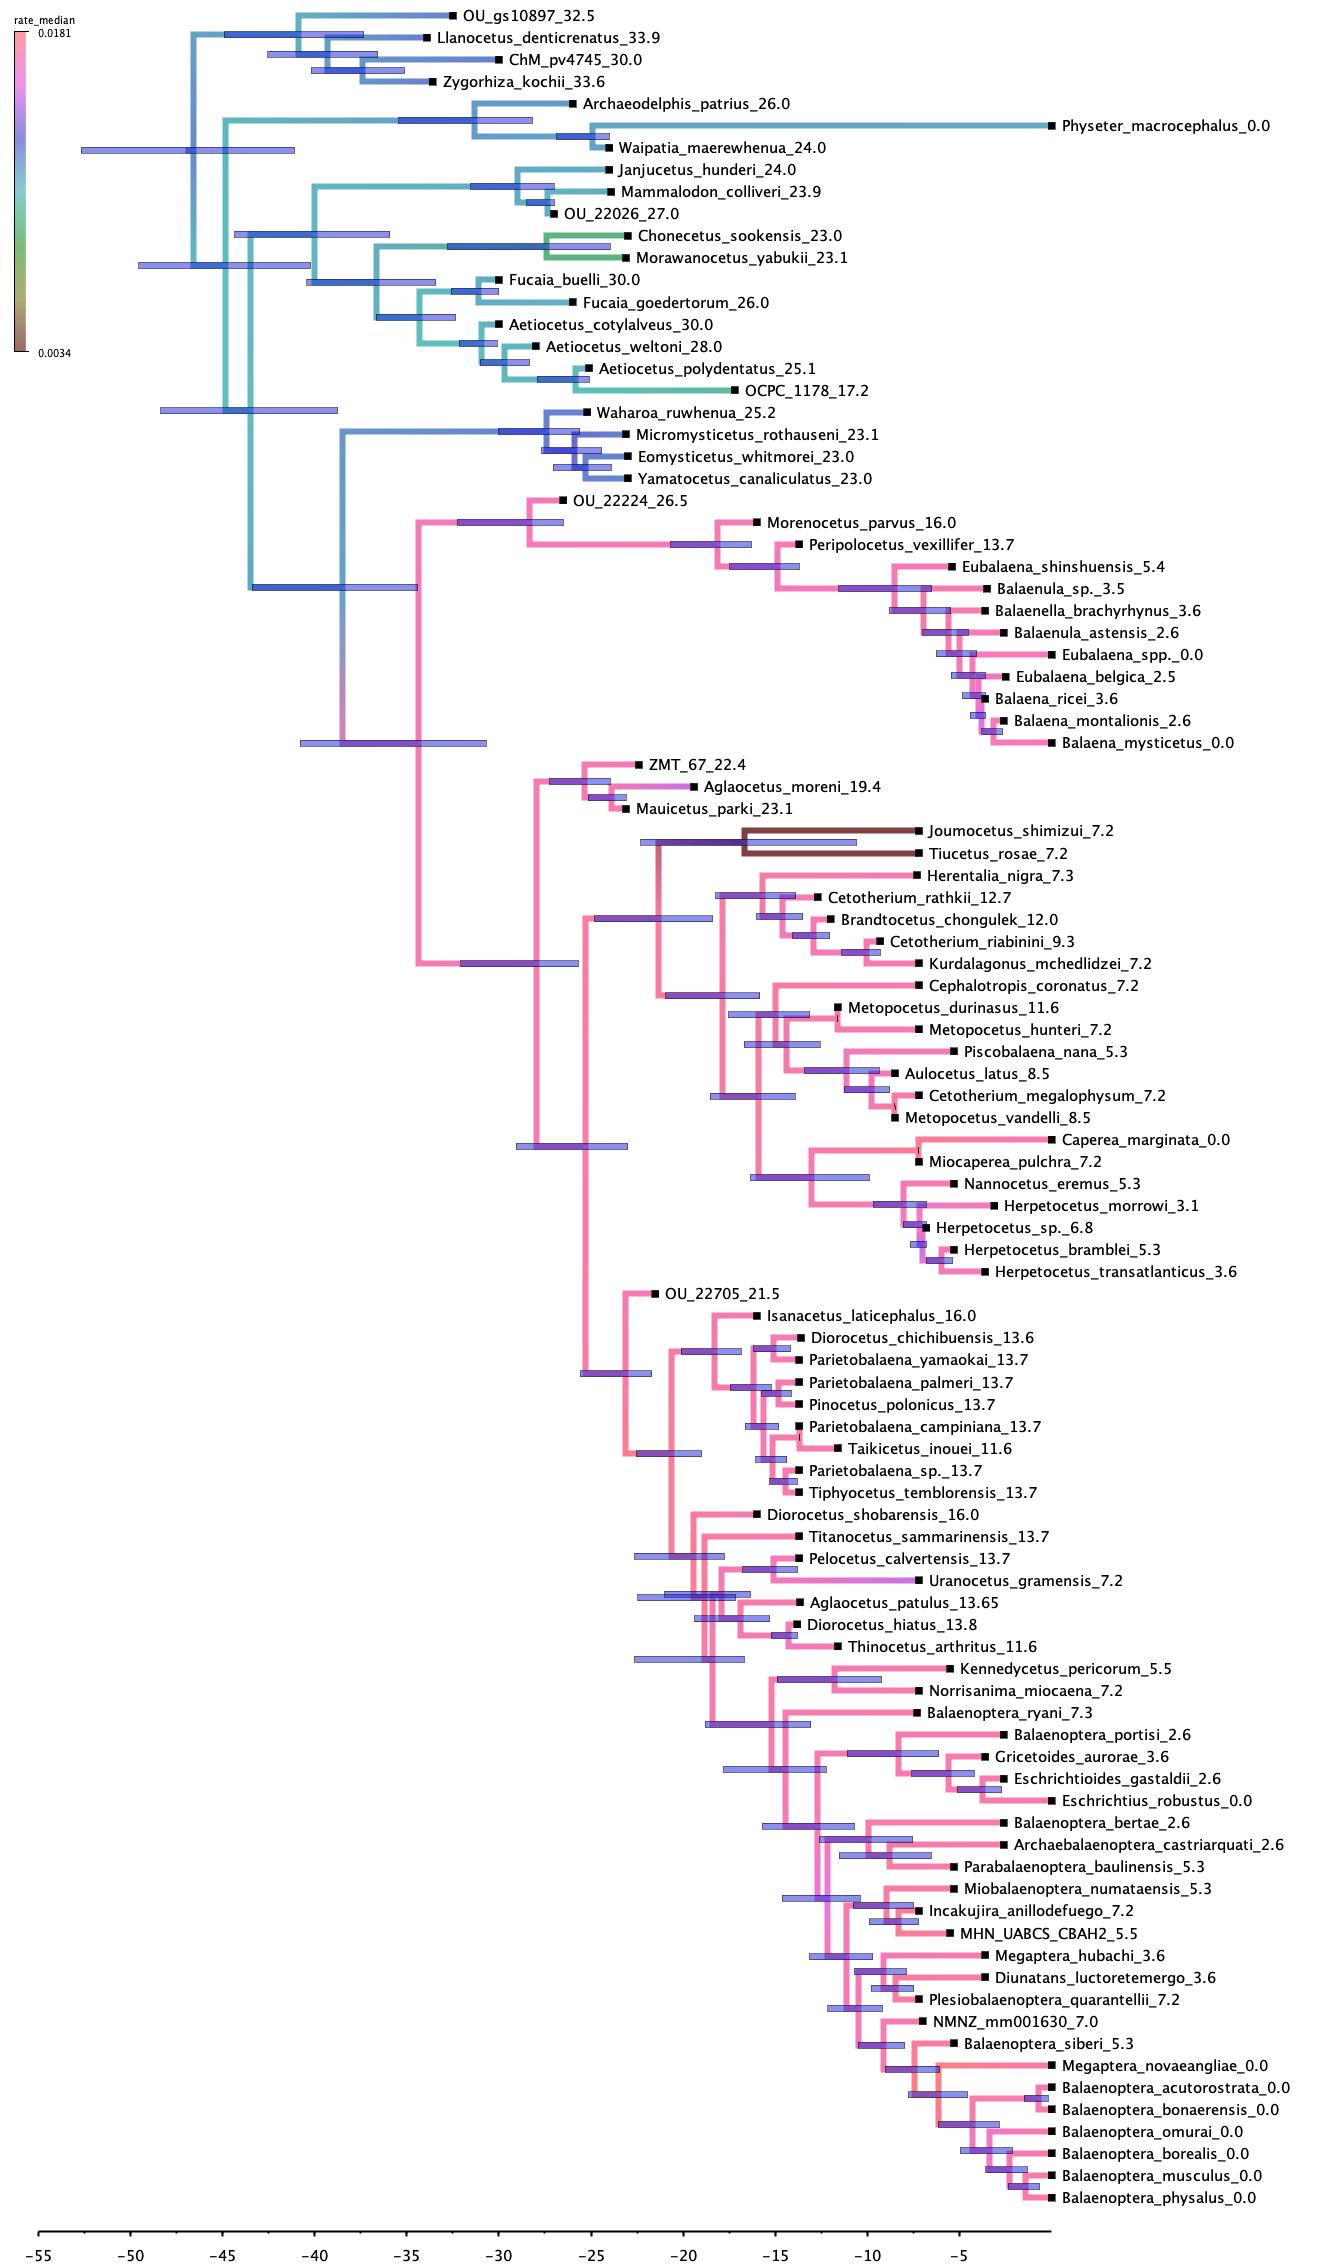 rate_median
0.0181
0.0034
OU_gs10897_32.5
Llanocetus_denticrenatus_33.9
ChM_pv4745_30.0
Zygorhiza_kochii_33.6
Archaeodelphis_patrius_26.0
Physeter_macrocephalus_0.0
Waipatia_maerewhenua_24.0
Janjucetus_hunderi_24.0
Mammalodon_colliveri_23.9
OU_22026_27.0
Chonecetus_sookensis_23.0
Morawanocetus_yabukii_23.1
Fucaia_buelli_30.0
Fucaia_goedertorum_26.0
Aetiocetus_cotylalveus_30.0
Aetiocetus_weltoni_28.0
Aetiocetus_polydentatus_25.1
OCPC_1178_17.2
Waharoa_ruwhenua_25.2
Micromysticetus_rothauseni_23.1
Eomysticetus_whitmorei_23.0
Yamatocetus_canaliculatus_23.0
OU_22224_26.5
Morenocetus_parvus_16.0
Peripolocetus_vexillifer_13.7
Eubalaena_shinshuensis_5.4
Balaenula_sp._3.5
Balaenella_brachyrhynus_3.6
Balaenula_astensis_2.6
Eubalaena_spp._0.0
Eubalaena_belgica_2.5
Balaena_ricei_3.6
Balaena_montalionis_2.6
Balaena_mysticetus_0.0
ZMT_67_22.4
Aglaocetus_moreni_19.4
Mauicetus_parki_23.1
Joumocetus_shimizui_7.2
Tiucetus_rosae_7.2
Herentalia_nigra_7.3
Cetotherium_rathkii_12.7
Brandtocetus_chongulek_12.0
Cetotherium_riabinini_9.3
Kurdalagonus_mchedlidzei_7.2
Cephalotropis_coronatus_7.2
Metopocetus_durinasus_11.6
Metopocetus_hunteri_7.2
Piscobalaena_nana_5.3
Aulocetus_latus_8.5
Cetotherium_megalophysum_7.2
Metopocetus_vandelli_8.5
Caperea_marginata_0.0
Miocaperea_pulchra_7.2
Nannocetus_eremus_5.3
Herpetocetus_morrowi_3.1
Herpetocetus_sp._6.8
Herpetocetus_bramblei_5.3
Herpetocetus_transatlanticus_3.6
OU_22705_21.5
Isanacetus_laticephalus_16.0
Diorocetus_chichibuensis_13.6
Parietobalaena_yamaokai_13.7
Parietobalaena_palmeri_13.7
Pinocetus_polonicus_13.7
Parietobalaena_campiniana_13.7
Taikicetus_inouei_11.6
Parietobalaena_sp._13.7
Tiphyocetus_temblorensis_13.7
Diorocetus_shobarensis_16.0
Titanocetus_sammarinensis_13.7
Pelocetus_calvertensis_13.7
Uranocetus_gramensis_7.2
Aglaocetus_patulus_13.65
Diorocetus_hiatus_13.8
Thinocetus_arthritus_11.6
Kennedycetus_pericorum_5.5
Norrisanima_miocaena_7.2
Balaenoptera_ryani_7.3
Balaenoptera_portisi_2.6
Gricetoides_aurorae_3.6
Eschrichtioides_gastaldii_2.6
Eschrichtius_robustus_0.0
Balaenoptera_bertae_2.6
Archaebalaenoptera_castriarquati_2.6
Parabalaenoptera_baulinensis_5.3
Miobalaenoptera_numataensis_5.3
Incakujira_anillodefuego_7.2
MHN_UABCS_CBAH2_5.5
Megaptera_hubachi_3.6
Diunatans_luctoretemergo_3.6
Plesiobalaenoptera_quarantellii_7.2
NMNZ_mm001630_7.0
Balaenoptera_siberi_5.3
Megaptera_novaeangliae_0.0
Balaenoptera_acutorostrata_0.0
Balaenoptera_bonaerensis_0.0
Balaenoptera_omurai_0.0
Balaenoptera_borealis_0.0
Balaenoptera_musculus_0.0
Balaenoptera_physalus_0.0
−55 −50 −45 −40 −35 −30 −25 −20 −15 −10 −5